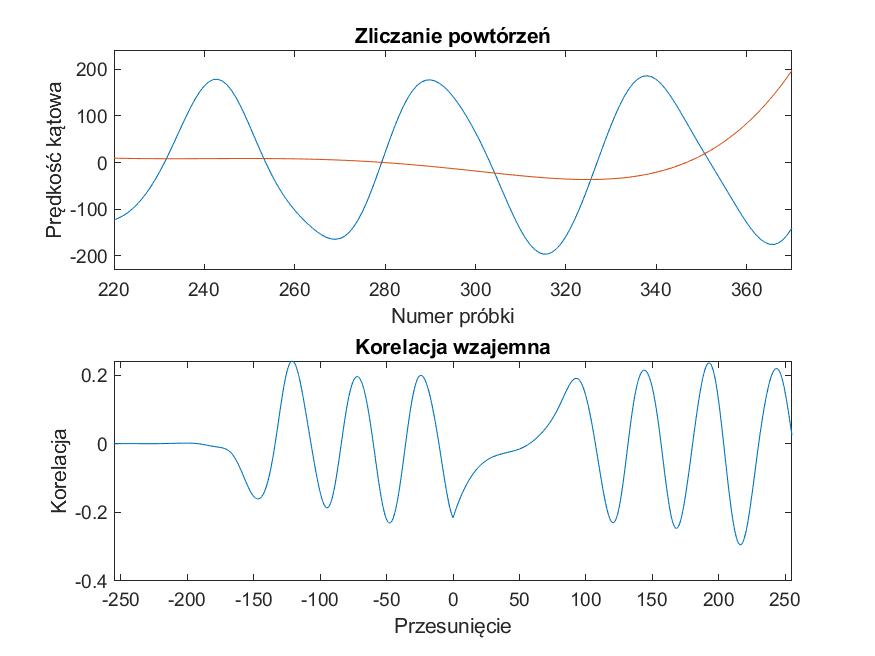 Zliczanie powtórzeń
Prędkość kątowa
200
100
0
-100
-200
220 240 260 280 300 320 340 360
Numer próbki
Korelacja wzajemna
Korelacja
0.2
0
-0.2
-0.4
-250 -200 -150 -100 -50 0 50 100 150 200 250
Przesunięcie